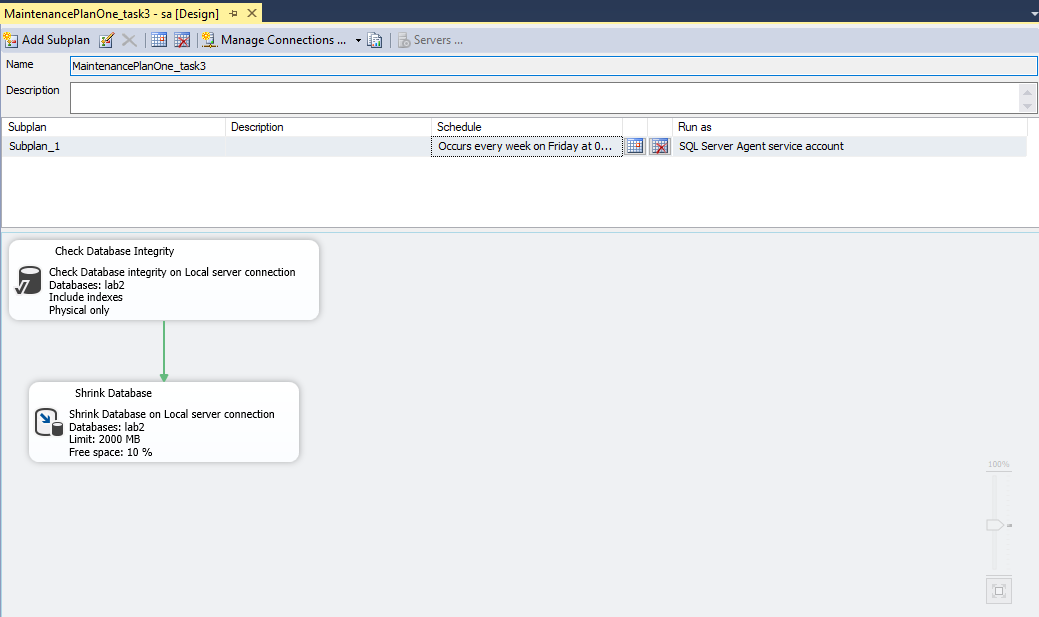 MaintenancePlanOne_task3 - sa [Design]
Add Subplan Manage Connections ... Servers ...
Name MaintenancePlanOne_task3
Description
Subplan Description Schedule Run as
Subplan_1 Occurs every week on Friday at 0... SQL Server Agent service account
Check Database Integrity
Check Database integrity on Local server connection
Databases: lab2
Include indexes
Physical only
Shrink Database
Shrink Database on Local server connection
Databases: lab2
Limit: 2000 MB
Free space: 10 %
100%